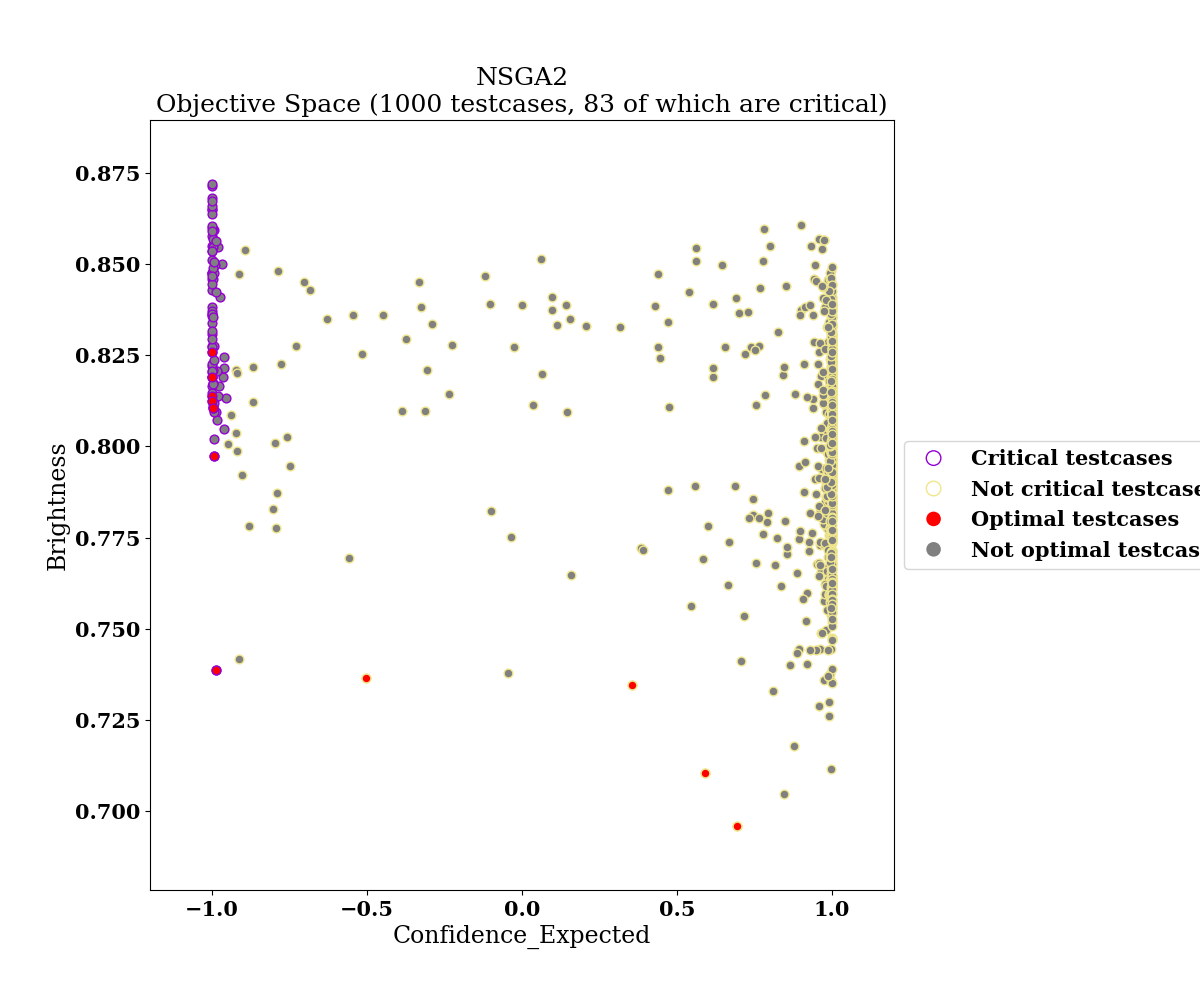 NSGA2
Objective Space (1000 testcases, 83 of which are critical)
0.875
0.850
0.825
0.800
0.775
0.750
0.725
0.700
Brightness
−1.0
−0.5
0.0
0.5
1.0
Confidence_Expected
Critical testcases
Not critical testcase
Optimal testcases
Not optimal testcas